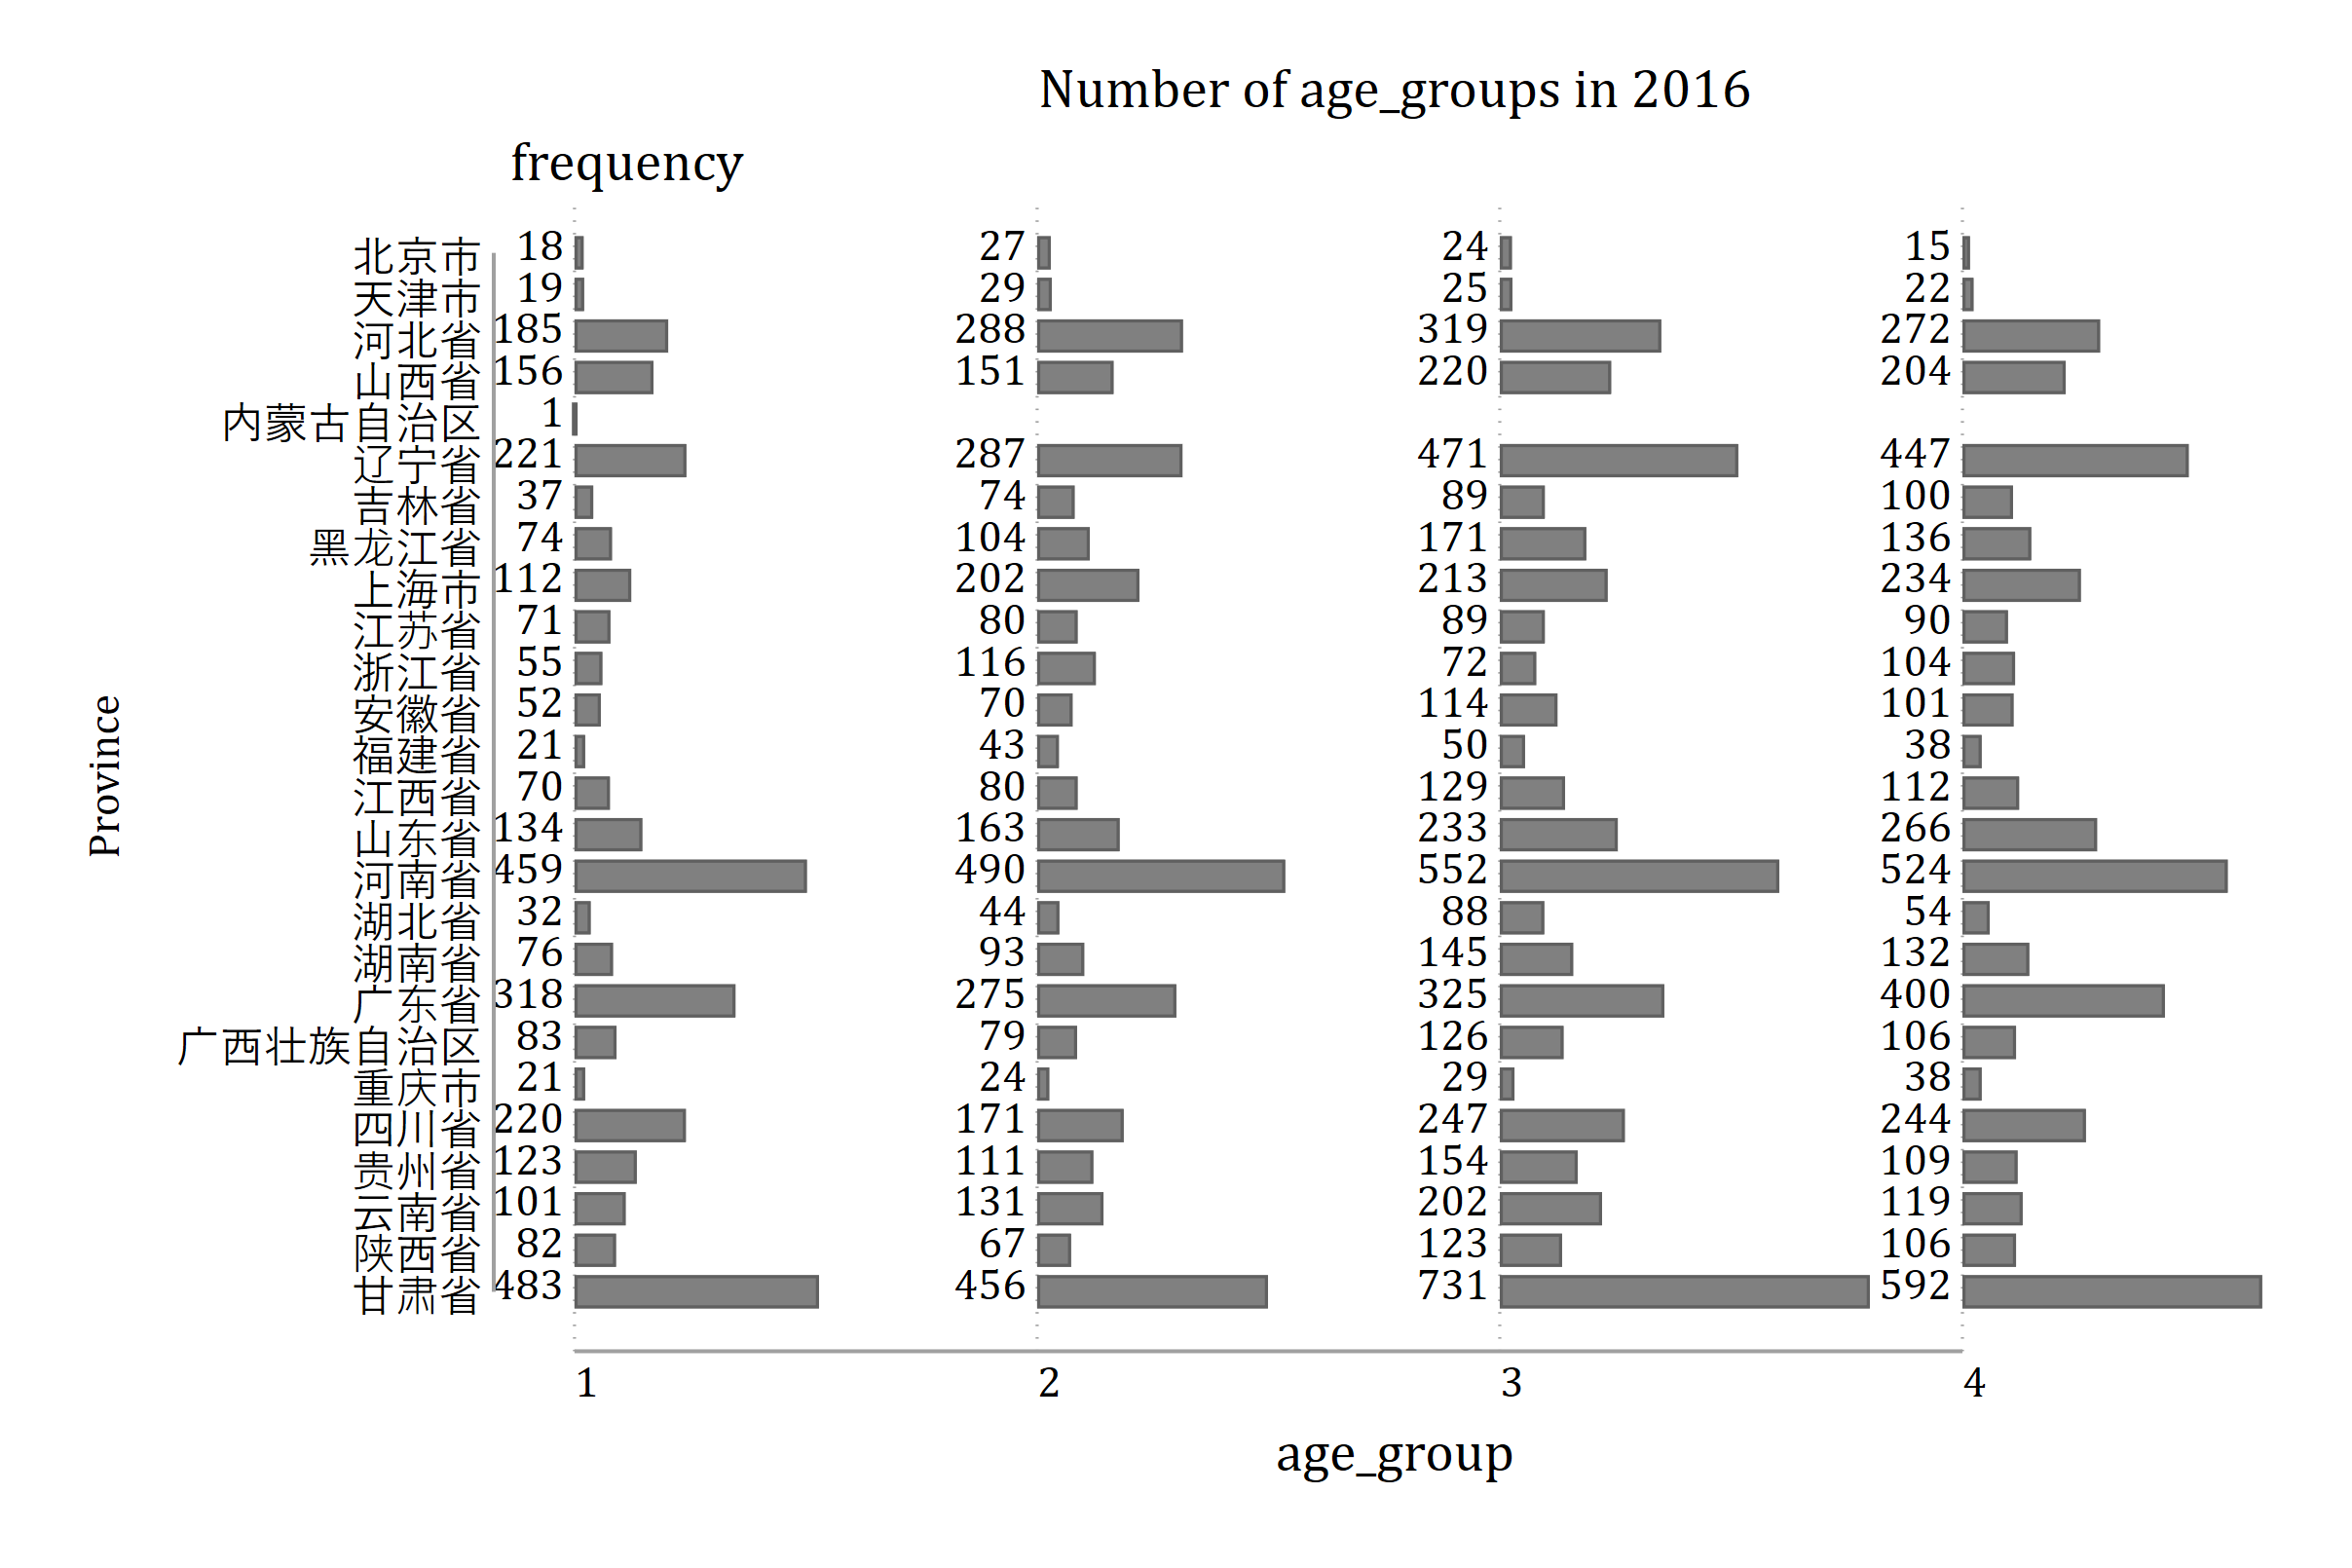 Number of age_groups in 2016
frequency
北京市 18 27 24 15
天津市 19 29 25 22
河北省 185 288 319 272
山西省 156 151 220 204
内蒙古自治区 1
辽宁省 221 287 471 447
吉林省 37 74 89 100
黑龙江省 74 104 171 136
上海市 112 202 213 234
江苏省 71 80 89 90
浙江省 55 116 72 104
安徽省 52 70 114 101
福建省 21 43 50 38
江西省 70 80 129 112
山东省 134 163 233 266
河南省 459 490 552 524
湖北省 32 44 88 54
湖南省 76 93 145 132
广东省 318 275 325 400
广西壮族自治区 83 79 126 106
重庆市 21 24 29 38
四川省 220 171 247 244
贵州省 123 111 154 109
云南省 101 131 202 119
陕西省 82 67 123 106
甘肃省 483 456 731 592
Province
1 2 3 4
age_group